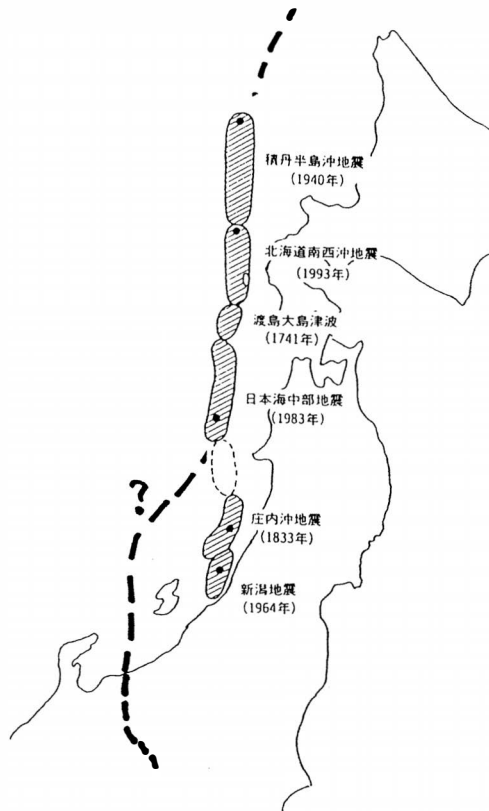 積丹半島沖地震
(1940年)
北海道南西沖地震
(1993年)
渡島大島津波
(1741年)
日本海中部地震
(1983年)
?
庄内沖地震
(1833年)
新潟地震
(1964年)